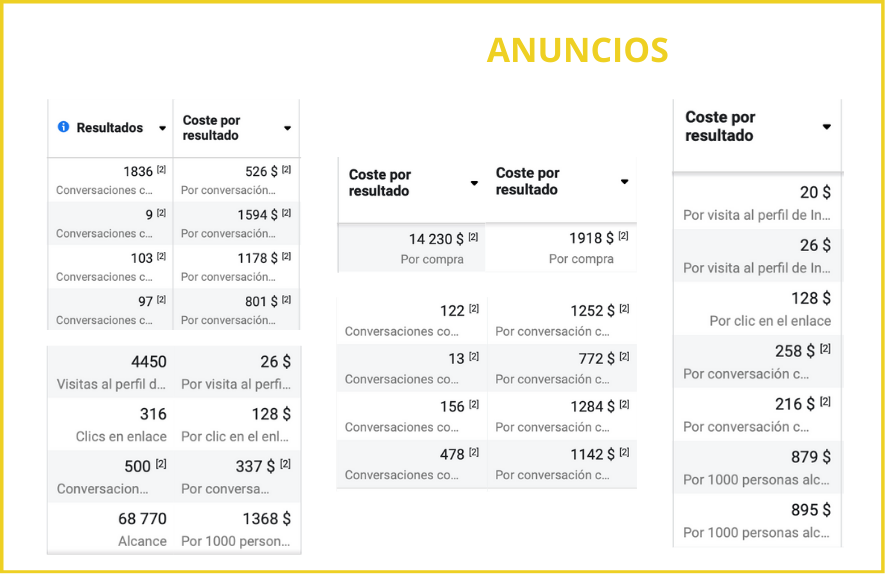 ANUNCIOS
Resultados
Coste por
resultado
1836 [2] 526 $ [2]
Conversaciones c... Por conversación...
9 [2] 1594 $ [2]
Conversaciones c... Por conversación...
103 [2] 1178 $ [2]
Conversaciones c... Por conversación...
97 [2] 801 $ [2]
Conversaciones c... Por conversación...
4450 26 $
Visitas al perfil d... Por visita al perfi...
316 128 $
Clics en enlace Por clic en el enl...
500 [2] 337 $ [2]
Conversacion... Por conversa...
68 770 1368 $
Alcance Por 1000 person...
Coste por
resultado
Coste por
resultado
14 230 $ [2] 1918 $ [2]
Por compra Por compra
122 [2] 1252 $ [2]
Conversaciones co... Por conversación c...
13 [2] 772 $ [2]
Conversaciones co... Por conversación c...
156 [2] 1284 $ [2]
Conversaciones co... Por conversación c...
478 [2] 1142 $ [2]
Conversaciones co... Por conversación c...
Coste por
resultado
20 $
Por visita al perfil de In...
26 $
Por visita al perfil de In...
128 $
Por clic en el enlace
258 $ [2]
Por conversación c...
216 $ [2]
Por conversación c...
879 $
Por 1000 personas alc...
895 $
Por 1000 personas alc...